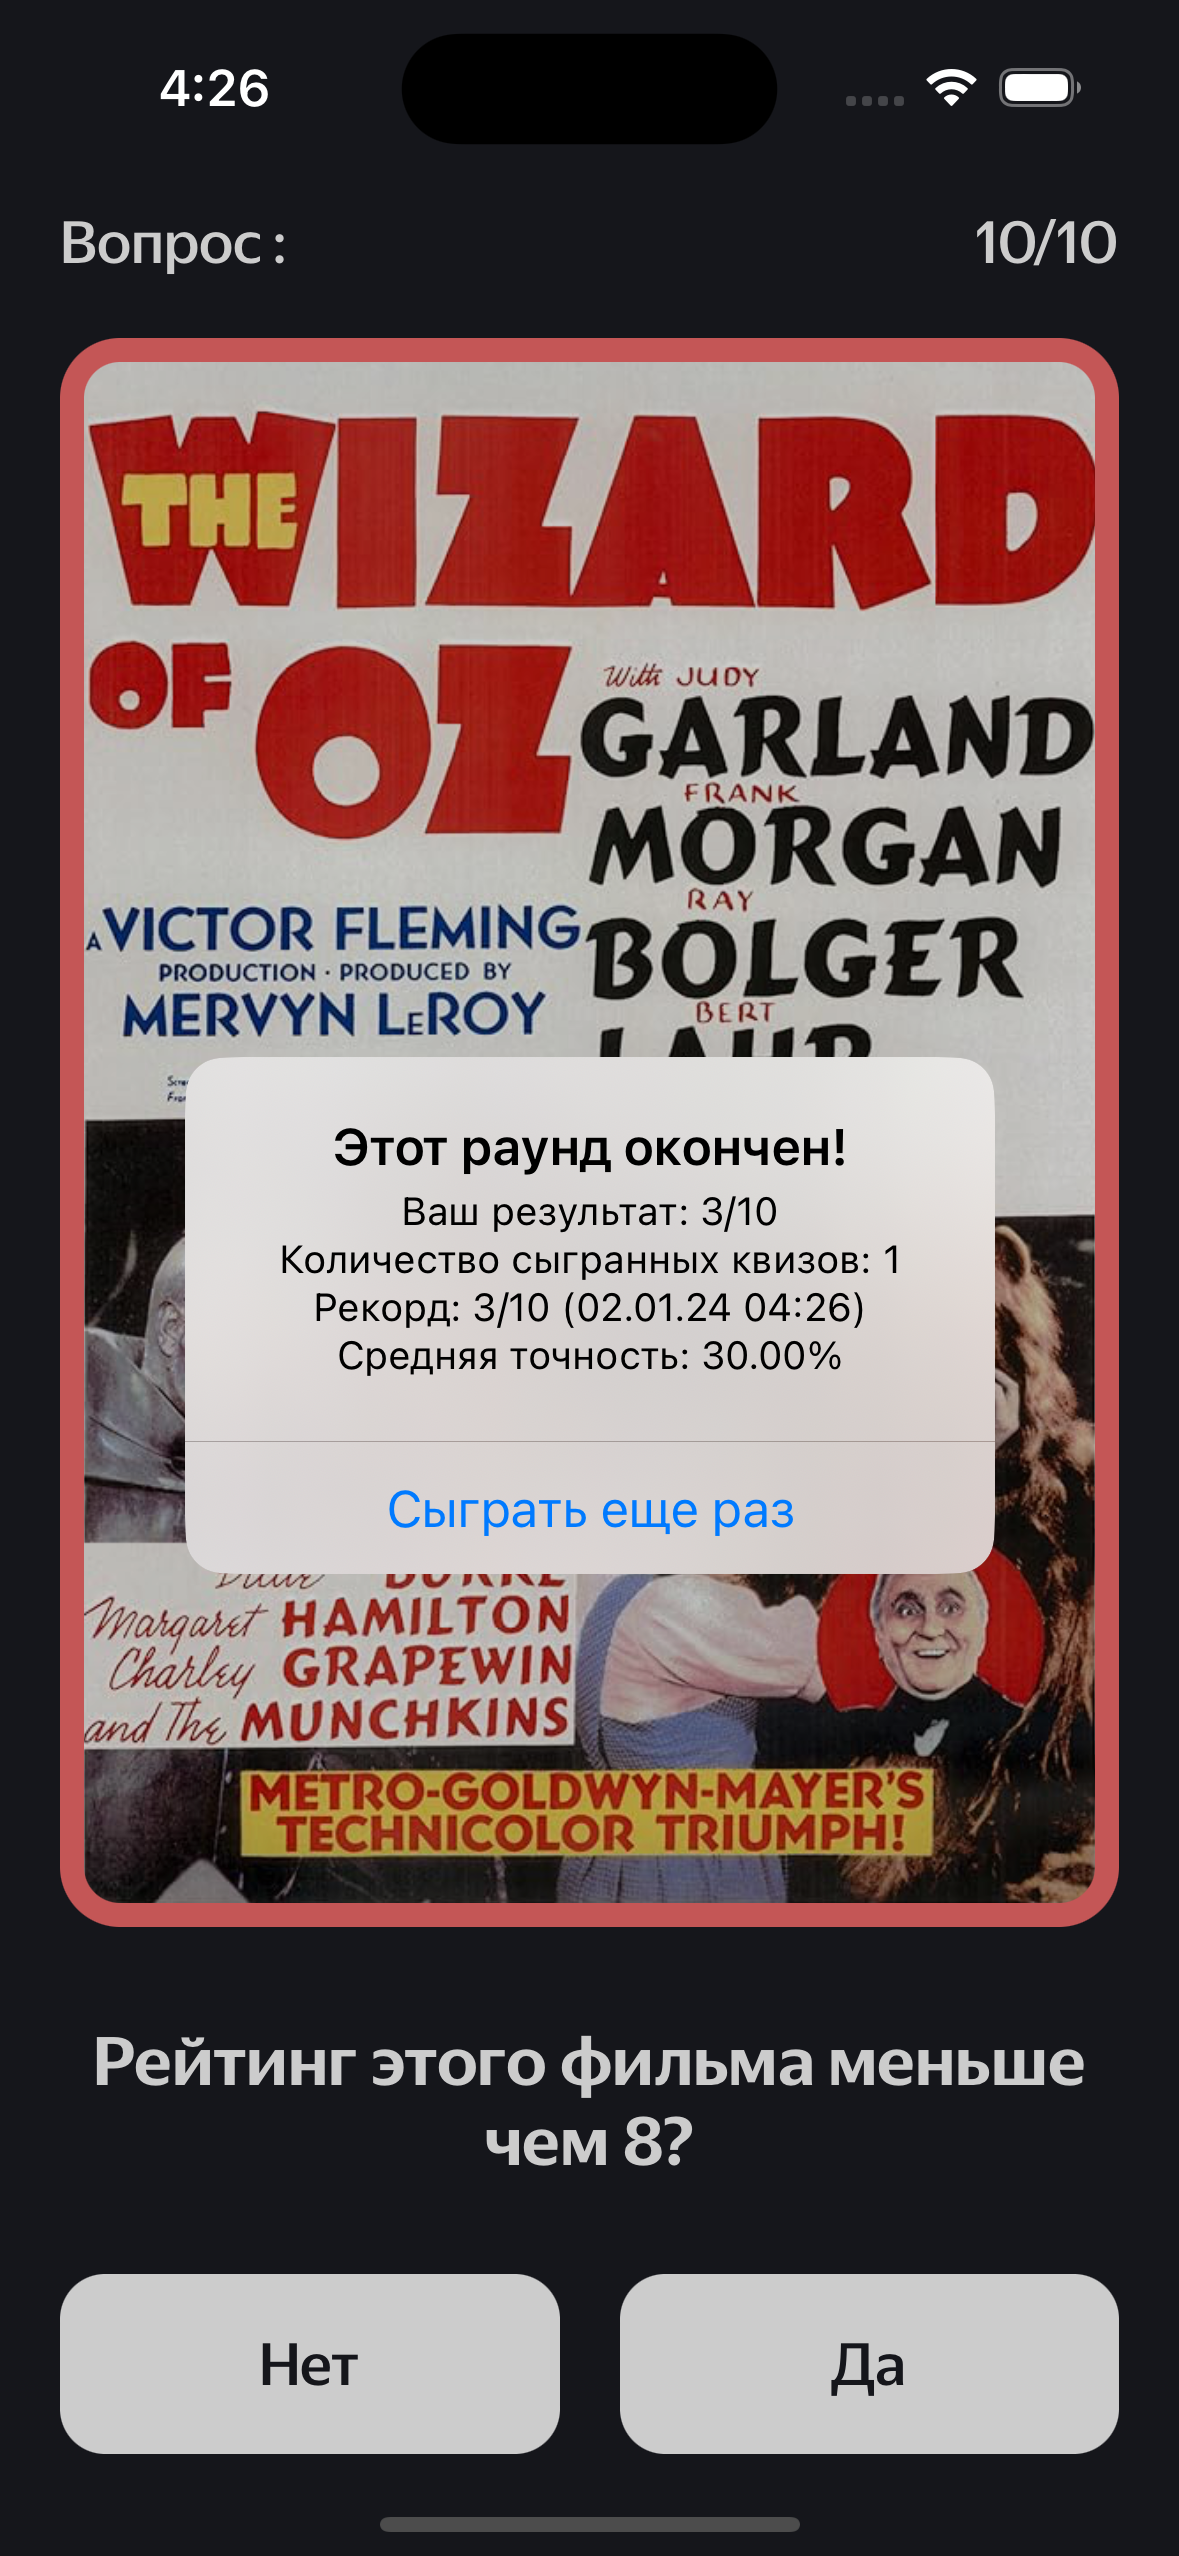 4:26
Вопрос :
10/10
THE WIZARD
OF OZ
With JUDY
GARLAND
FRANK
MORGAN
RAY
BOLGER
BERT
A VICTOR FLEMING
PRODUCTION · PRODUCED BY
MERVYN LeROY
Этот раунд окончен!
Ваш результат: 3/10
Количество сыгранных квизов: 1
Рекорд: 3/10 (02.01.24 04:26)
Средняя точность: 30.00%
Сыграть еще раз
Margaret HAMILTON
Charley GRAPEWIN
and The MUNCHKINS
METRO-GOLDWYN-MAYER'S
TECHNICOLOR TRIUMPH!
Рейтинг этого фильма меньше
чем 8?
Нет
Да